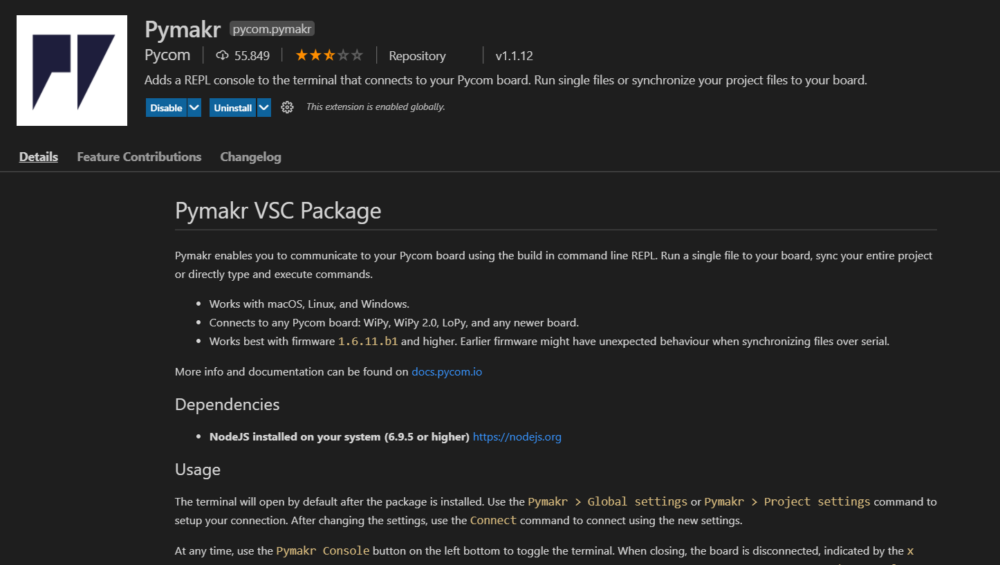 Pymakr pycom.pymakr
Pycom 55.849 Repository v1.1.12
Adds a REPL console to the terminal that connects to your Pycom board. Run single files or synchronize your project files to your board.
Disable Uninstall This extension is enabled globally.
Details Feature Contributions Changelog
Pymakr VSC Package
Pymakr enables you to communicate to your Pycom board using the build in command line REPL. Run a single file to your board, sync your entire project
or directly type and execute commands.
• Works with macOS, Linux, and Windows.
• Connects to any Pycom board: WiPy, WiPy 2.0, LoPy, and any newer board.
• Works best with firmware 1.6.11.b1 and higher. Earlier firmware might have unexpected behaviour when synchronizing files over serial.
More info and documentation can be found on docs.pycom.io
Dependencies
• NodeJS installed on your system (6.9.5 or higher) https://nodejs.org
Usage
The terminal will open by default after the package is installed. Use the Pymakr > Global settings or Pymakr > Project settings command to
setup your connection. After changing the settings, use the Connect command to connect using the new settings.
At any time, use the Pymakr Console button on the left bottom to toggle the terminal. When closing, the board is disconnected, indicated by the x